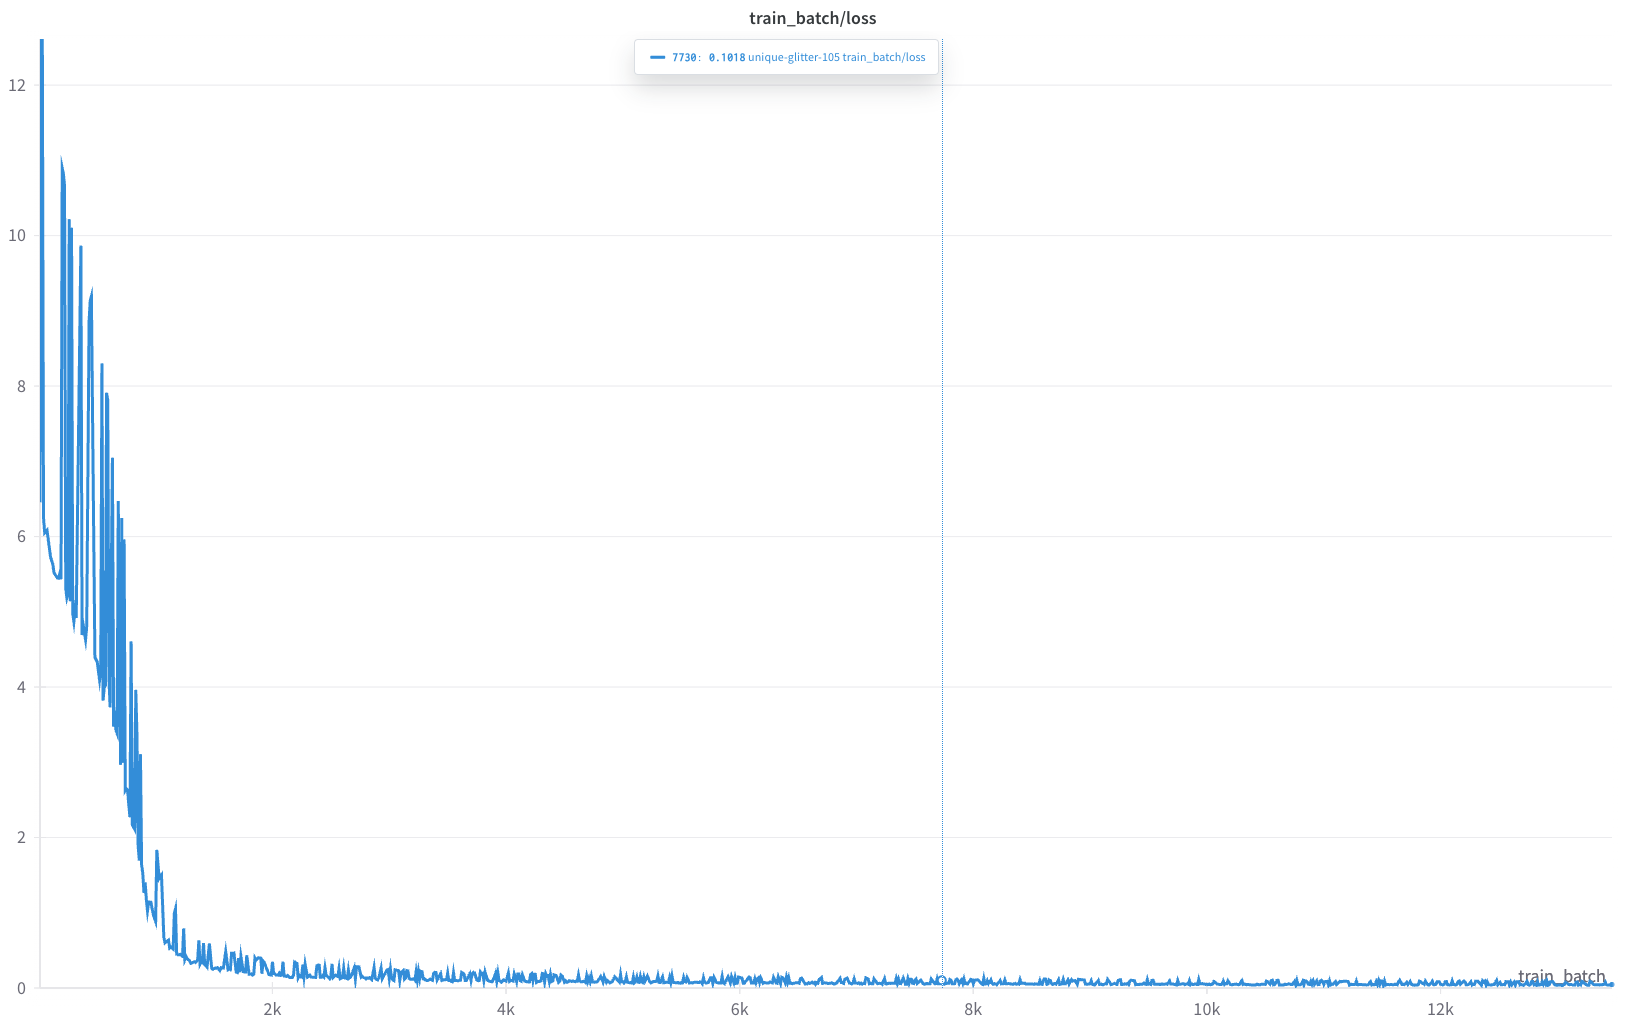 train_batch/loss
7730: 0.1018 unique-glitter-105 train_batch/loss
12
10
8
6
4
2
0
train_batch
2k
4k
6k
8k
10k
12k